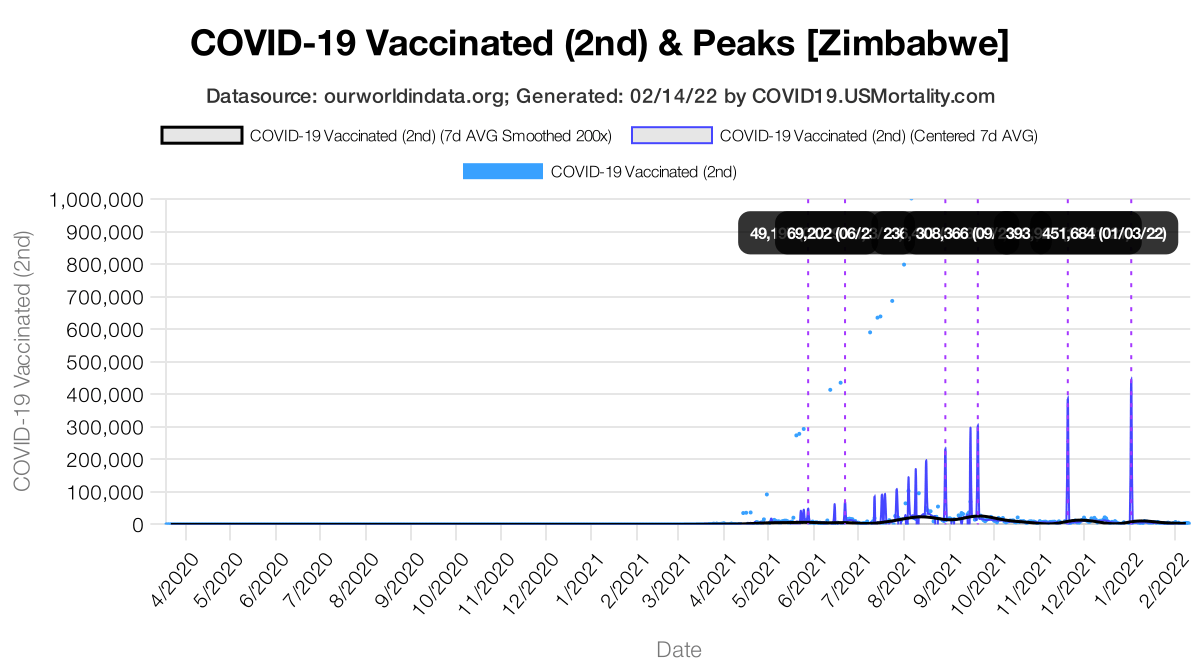 COVID-19 Vaccinated (2nd) & Peaks [Zimbabwe]
Datasource: ourworldindata.org; Generated: 02/14/22 by COVID19.USMortality.com
COVID-19 Vaccinated (2nd) (7d AVG Smoothed 200x) COVID-19 Vaccinated (2nd) (Centered 7d AVG)
COVID-19 Vaccinated (2nd)
COVID-19 Vaccinated (2nd)
1,000,000
900,000
800,000
700,000
600,000
500,000
400,000
300,000
200,000
100,000
0
69,202 (06/2 308,366 (09/ 451,684 (01/03/22)
4/2020 5/2020 6/2020 7/2020 8/2020 9/2020 10/2020 11/2020 12/2020 1/2021 2/2021 3/2021 4/2021 5/2021 6/2021 7/2021 8/2021 9/2021 10/2021 11/2021 12/2021 1/2022 2/2022
Date